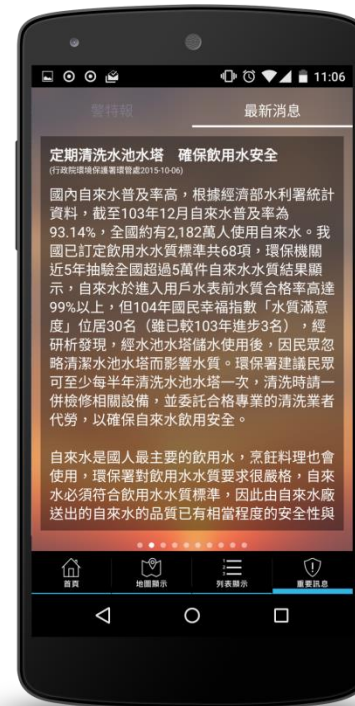 11:06
警特報
最新消息
定期清洗水池水塔　確保飲用水安全
(行政院環境保護署環管處2015-10-06)
國內自來水普及率高，根據經濟部水利署統計
資料，截至103年12月自來水普及率為
93.14%，全國約有2,182萬人使用自來水。我
國已訂定飲用水水質標準共68項，環保機關
近5年抽驗全國超過5萬件自來水水質結果顯
示，自來水於進入用戶水表前水質合格率高達
99%以上，但104年國民幸福指數「水質滿意
度」位居30名（雖已較103年進步3名），經
研析發現，經水池水塔儲水使用後，因民眾忽
略清潔水池水塔而影響水質。環保署建議民眾
可至少每半年清洗水池水塔一次，清洗時請一
併檢修相關設備，並委託合格專業的清洗業者
代勞，以確保自來水飲用安全。
自來水是國人最主要的飲用水，烹飪料理也會
使用，環保署對飲用水水質要求很嚴格，自來
水必須符合飲用水水質標準，因此由自來水廠
送出的自來水的品質已有相當程度的安全性與
首頁
地圖顯示
列表顯示
重要訊息